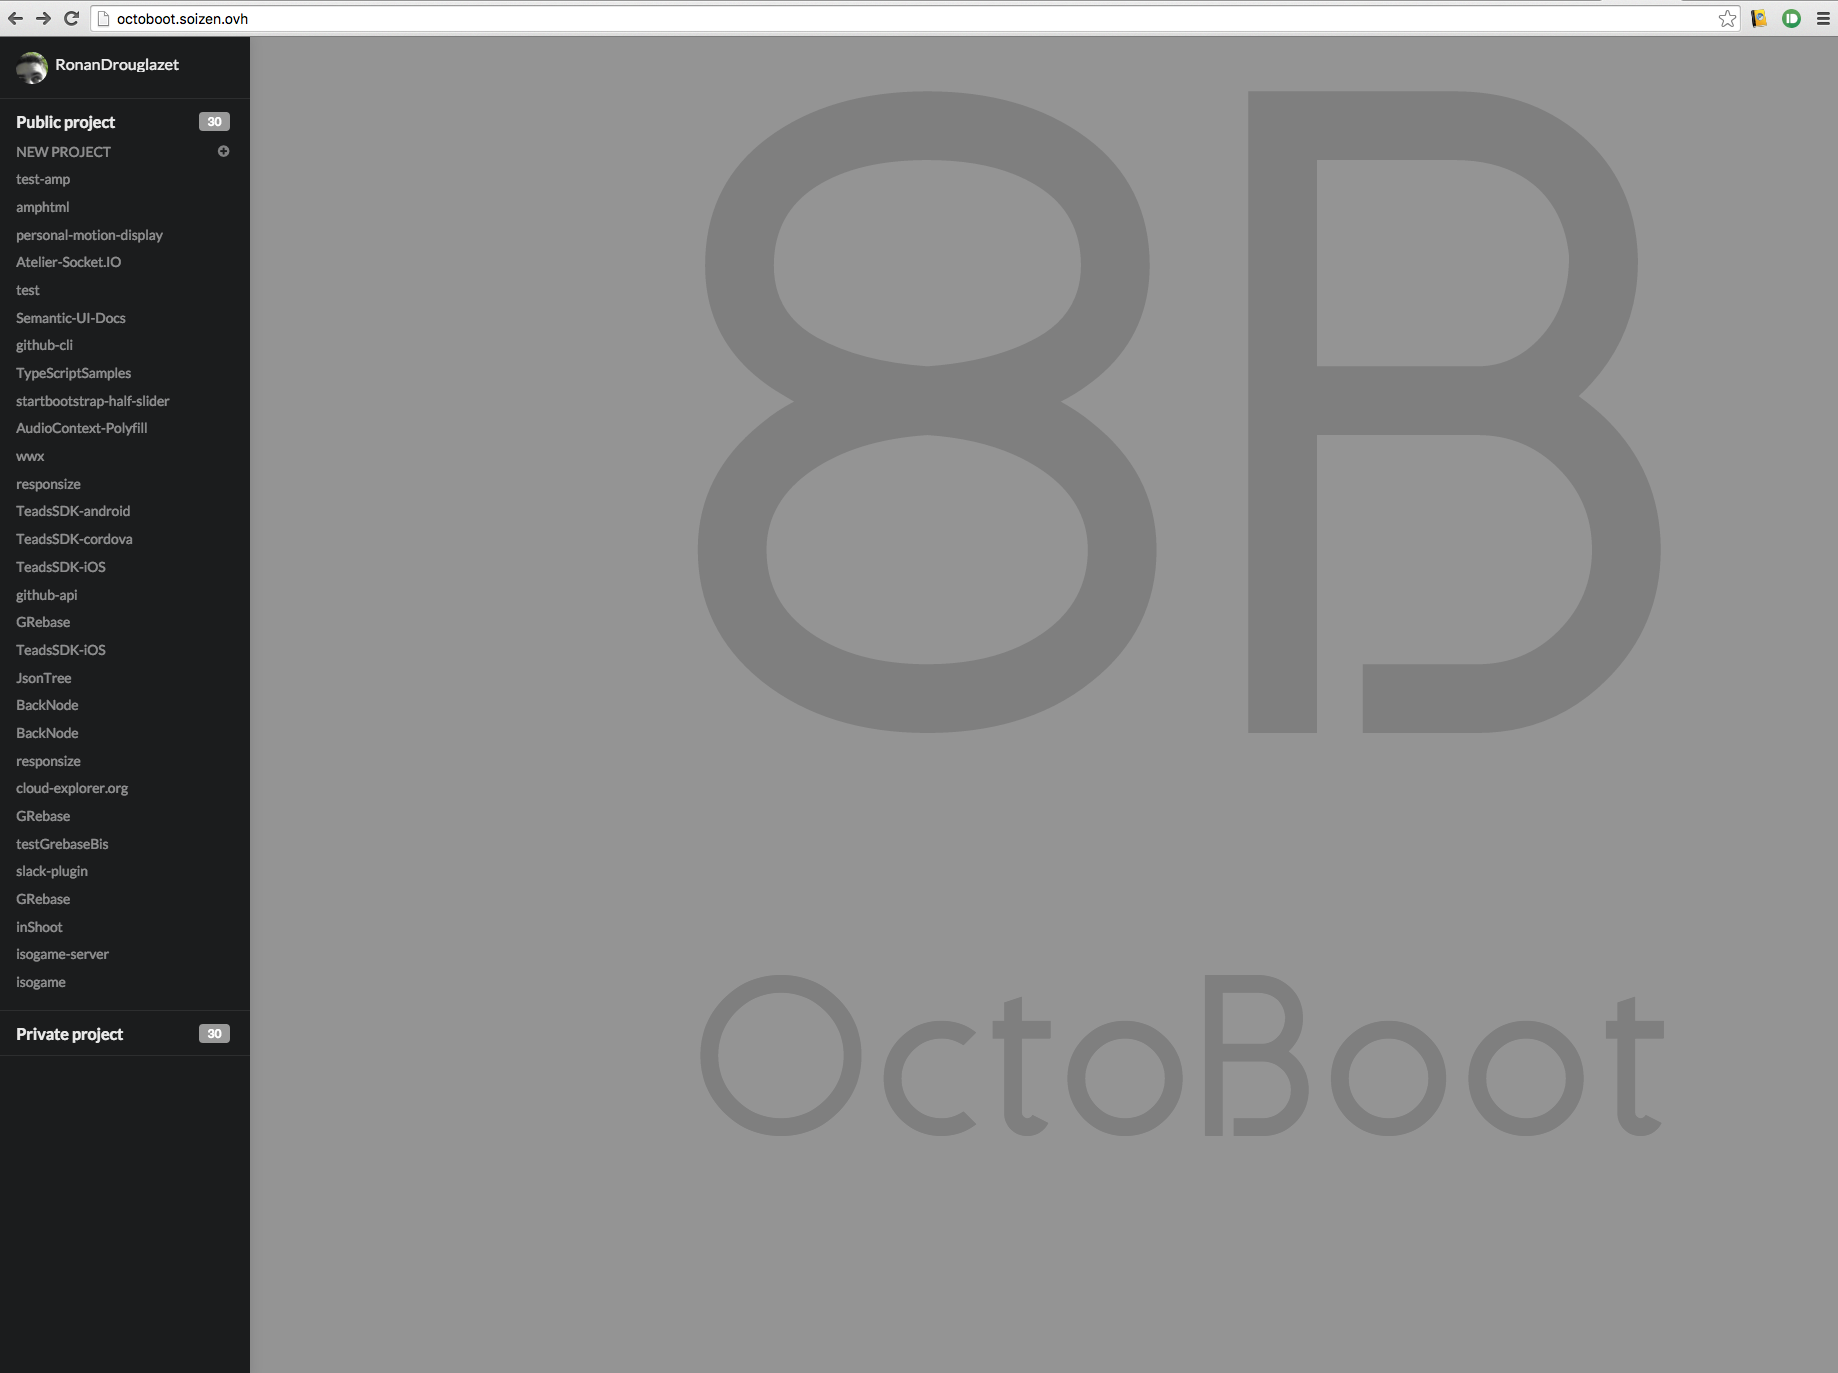 octoboot.soizen.ovh
RonanDrouglazet
Public project 30
NEW PROJECT
test-amp
amphtml
personal-motion-display
Atelier-Socket.IO
test
Semantic-UI-Docs
github-cli
TypeScriptSamples
startbootstrap-half-slider
AudioContext-Polyfill
wwx
responsize
TeadsSDK-android
TeadsSDK-cordova
TeadsSDK-iOS
github-api
GRebase
TeadsSDK-iOS
JsonTree
BackNode
BackNode
responsize
cloud-explorer.org
GRebase
testGrebaseBis
slack-plugin
GRebase
inShoot
isogame-server
isogame
Private project 30
8B
OctoBoot